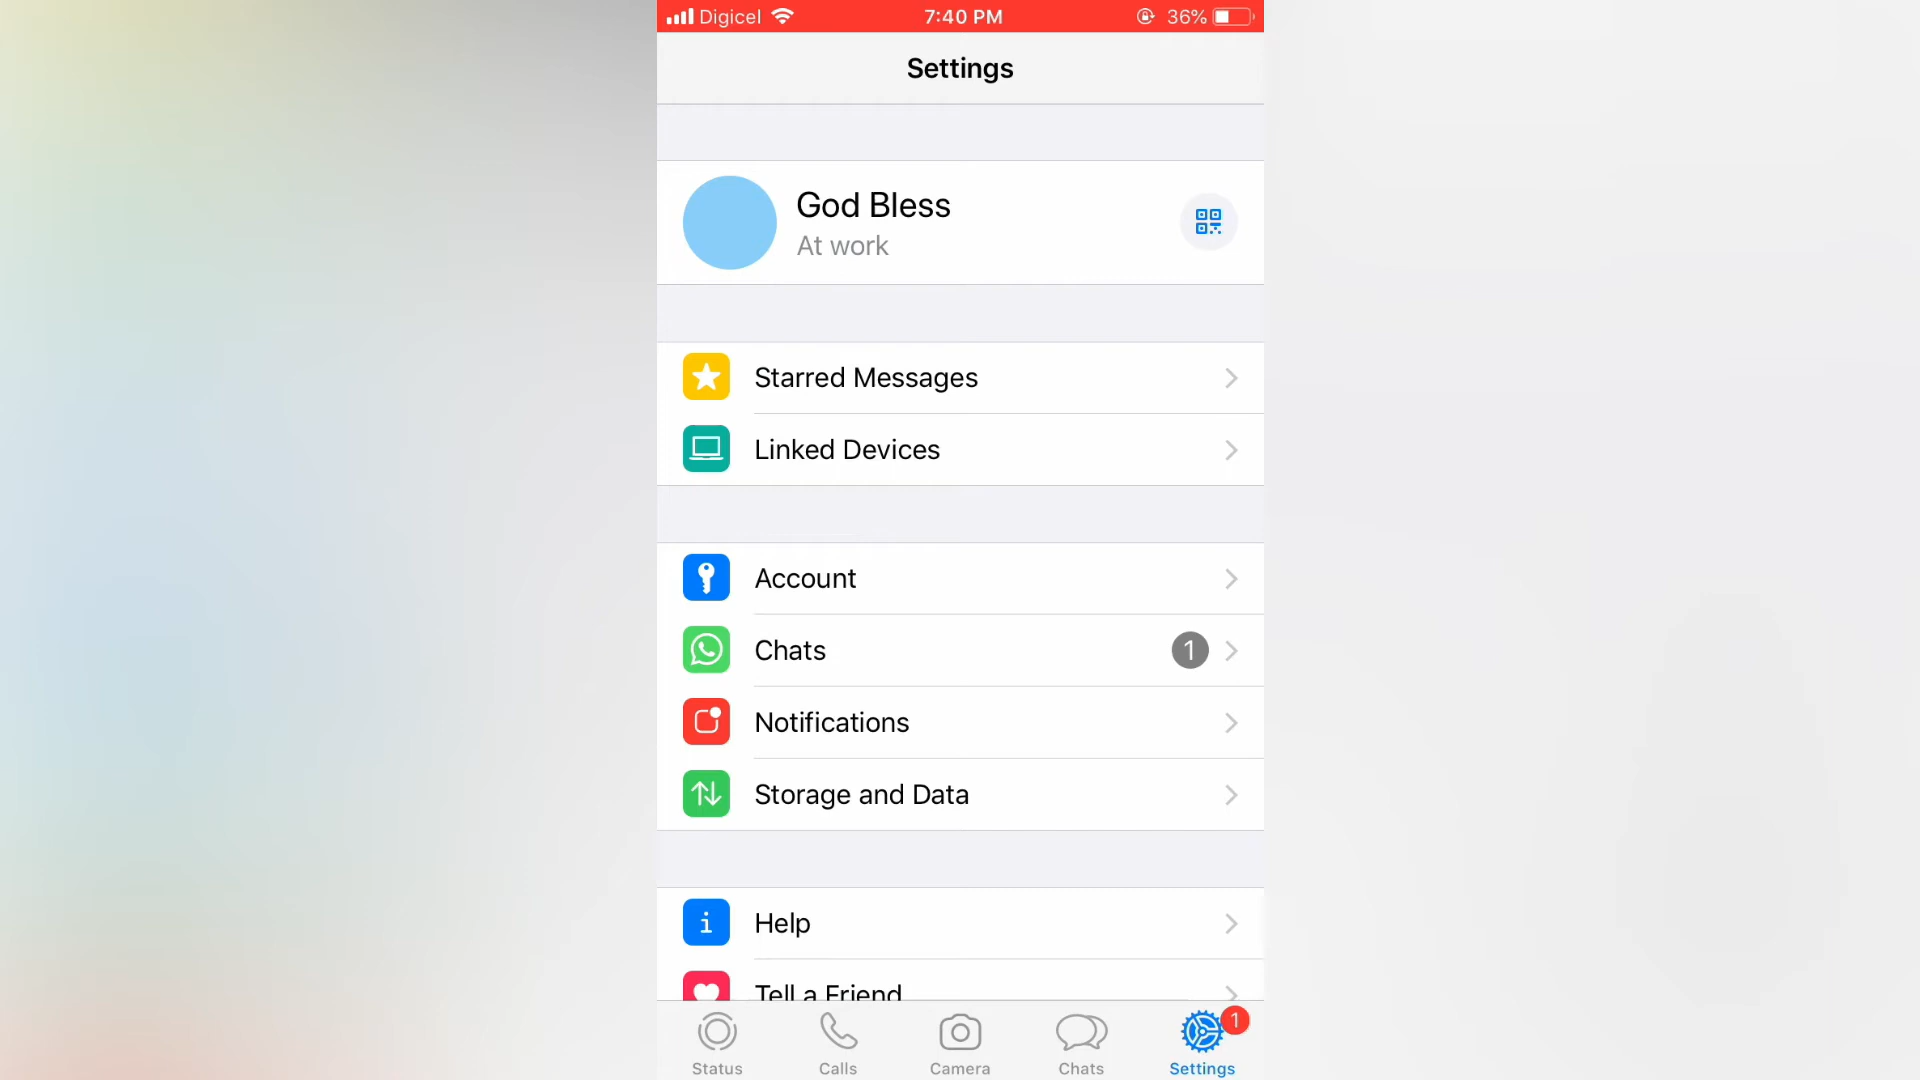 Digicel 7:40 PM 36%
Settings
God Bless
At work
Starred Messages
Linked Devices
Account
Chats 1
Notifications
Storage and Data
Help
Tell a Friend
1
Status Calls Camera Chats Settings